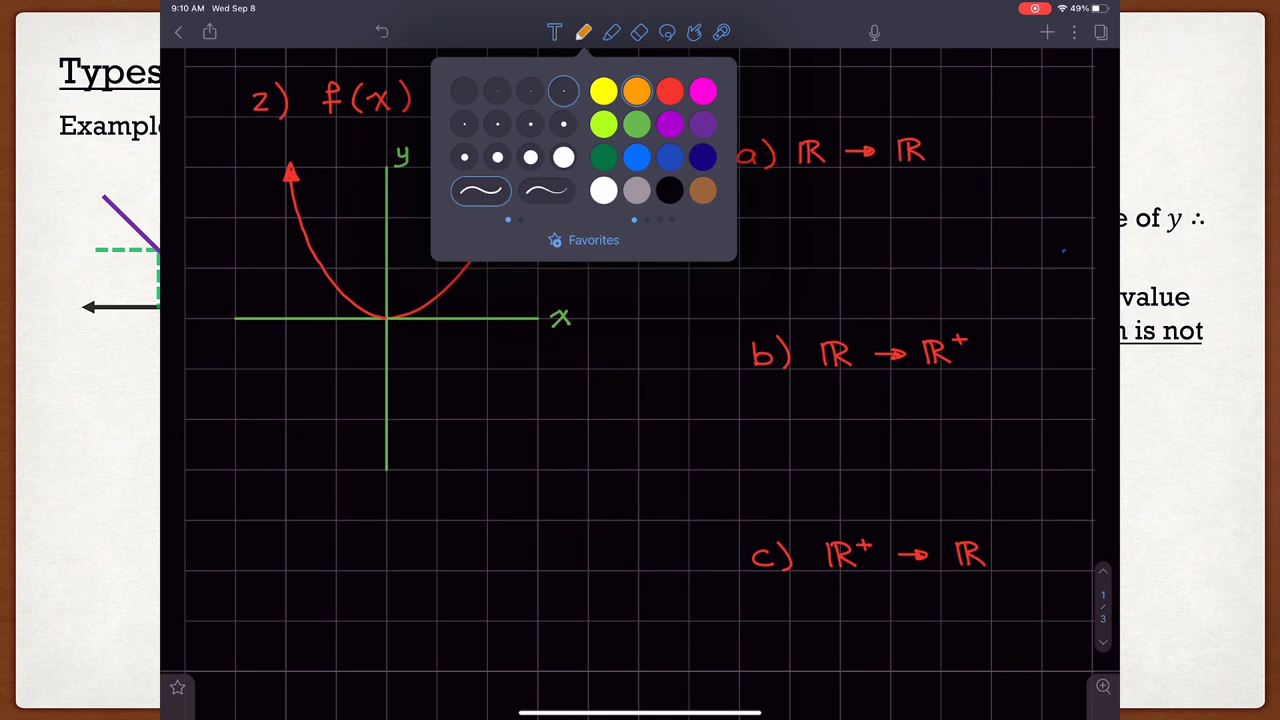 9:10 AM Wed Sep 8
49%
Types
Example
T
2) f(x)
y
x
Favorites
a) ℝ → ℝ
e of y ∴
value
n is not
b) ℝ → ℝ⁺
c) ℝ⁺ → ℝ
1
/
3